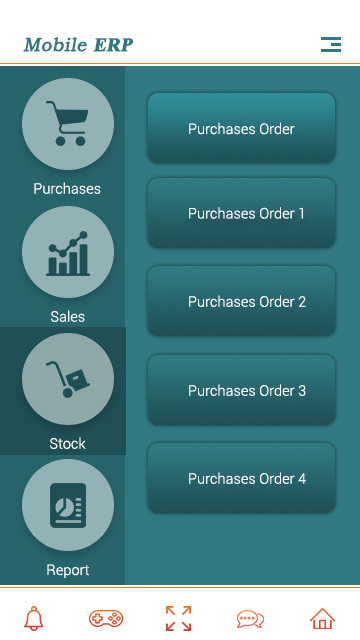 Mobile ERP
Purchases
Sales
Stock
Report
Purchases Order
Purchases Order 1
Purchases Order 2
Purchases Order 3
Purchases Order 4